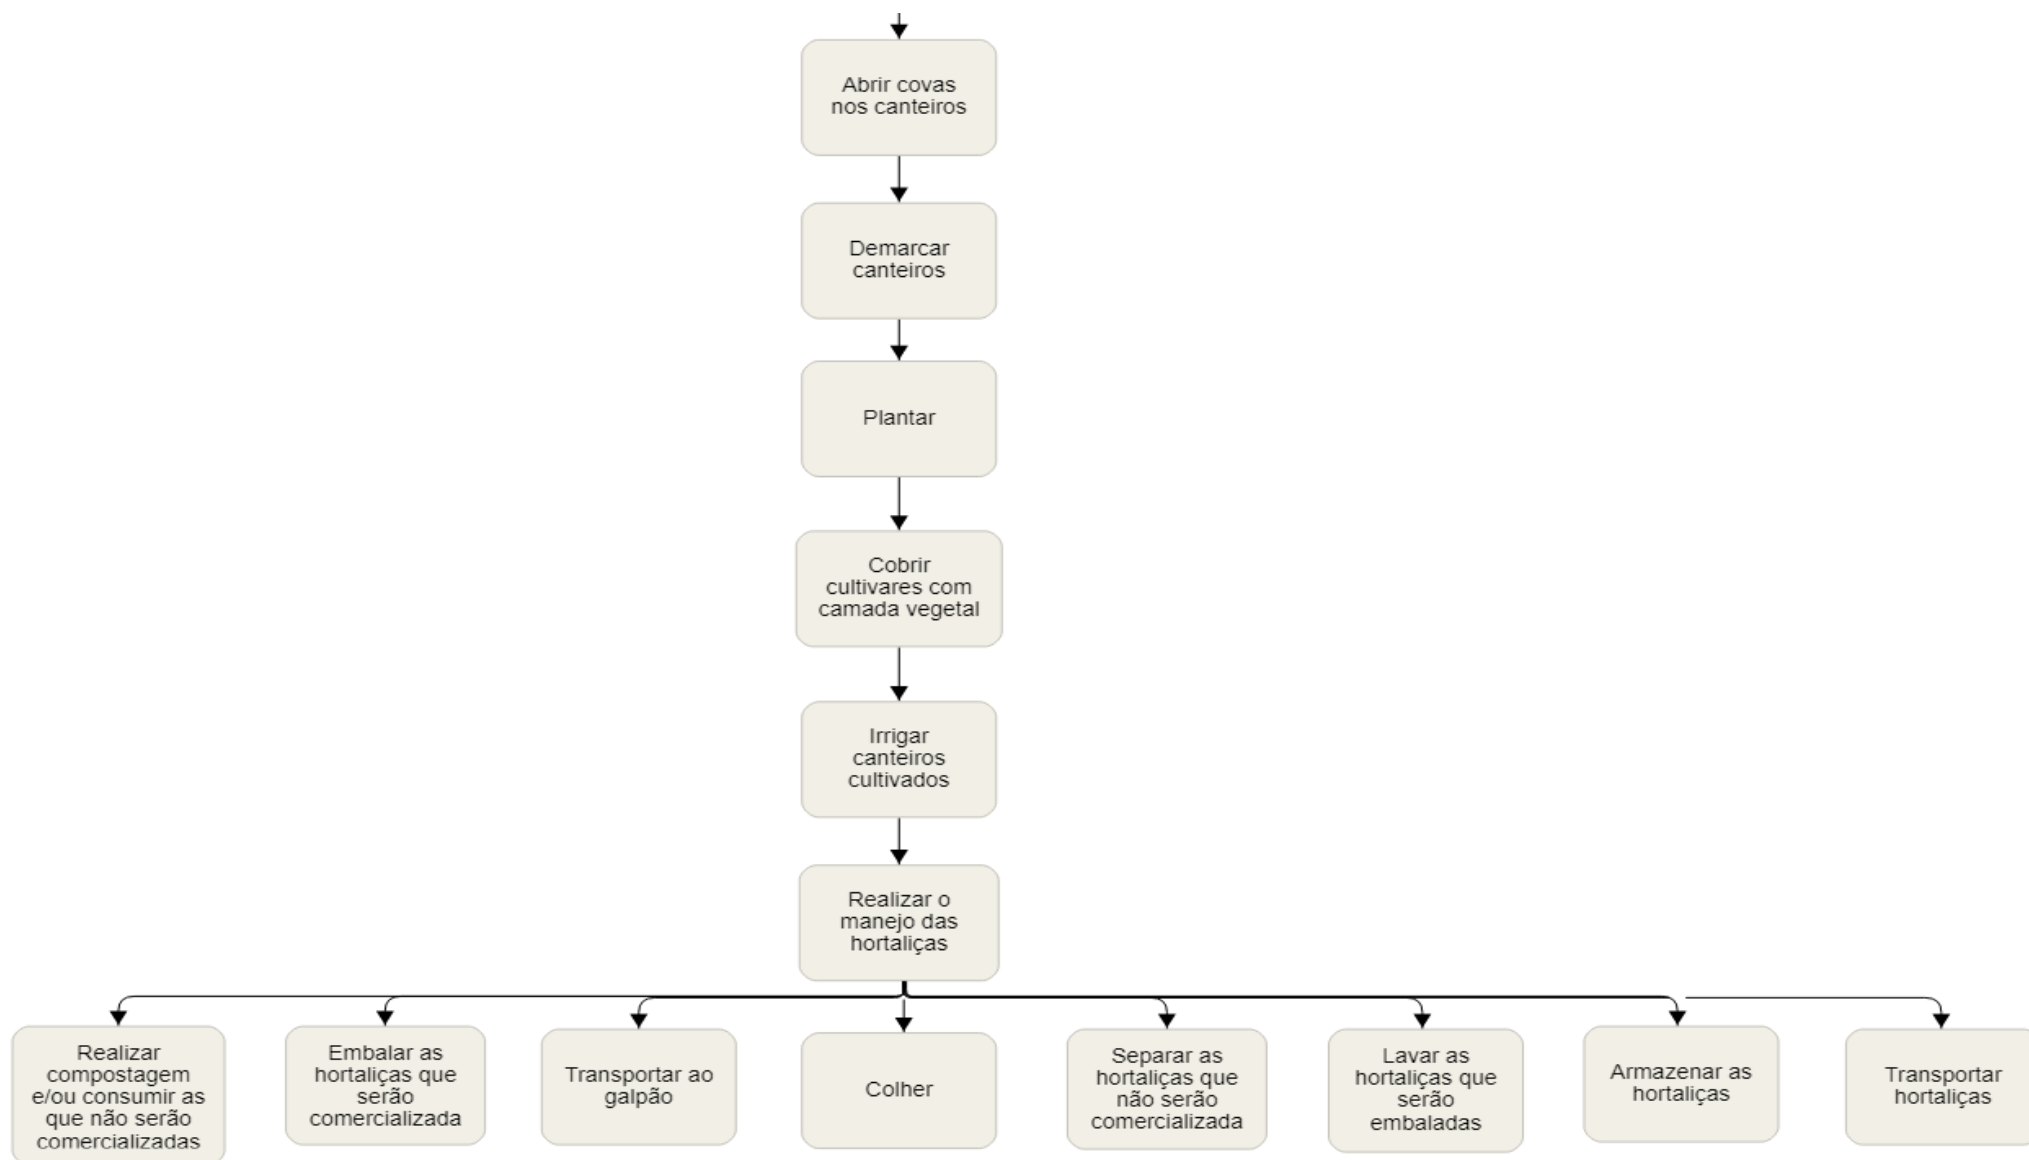 Abrir covas
nos canteiros
Demarcar
canteiros
Plantar
Cobrir
cultivares com
camada vegetal
Irrigar
canteiros
cultivados
Realizar o
manejo das
hortaliças
Realizar
compostagem
e/ou consumir as
que não serão
comercializadas
Embalar as
hortaliças que
serão
comercializada
Transportar ao
galpão
Colher
Separar as
hortaliças que
não serão
comercializada
Lavar as
hortaliças que
serão
embaladas
Armazenar as
hortaliças
Transportar
hortaliças